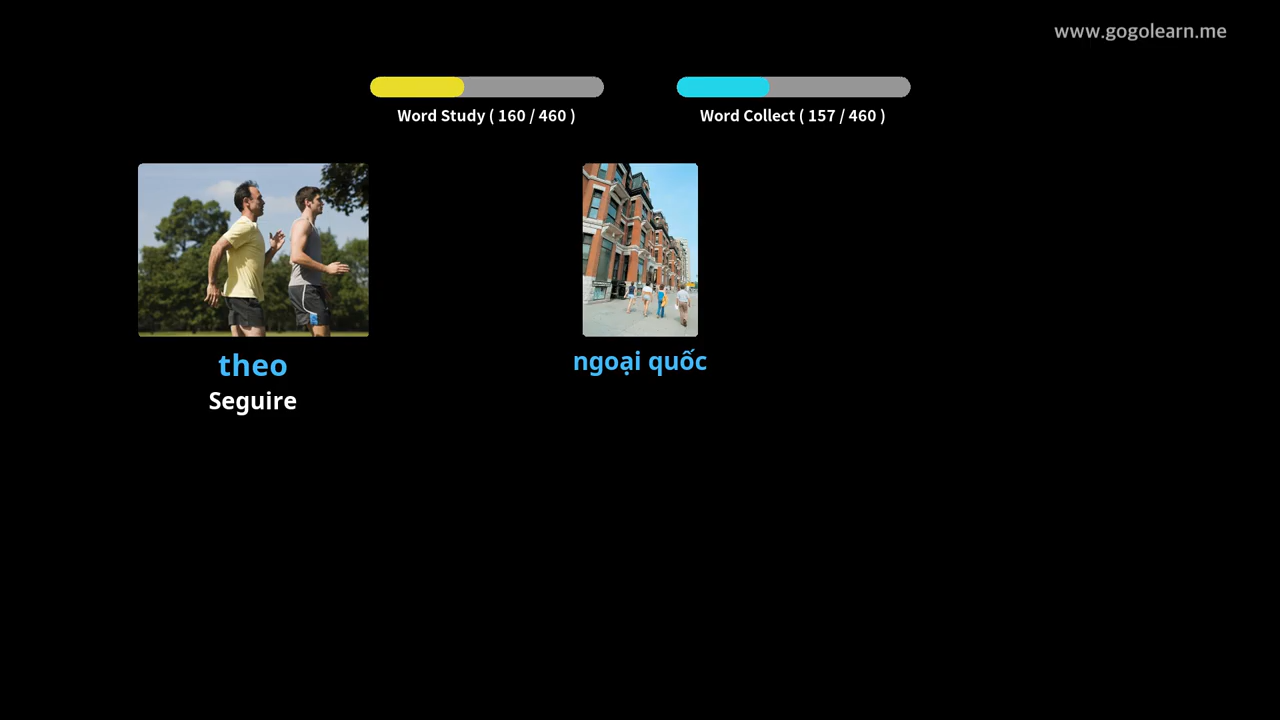 www.gogolearn.me
Word Study ( 160 / 460 )
Word Collect ( 157 / 460 )
theo
Seguire
ngoại quốc